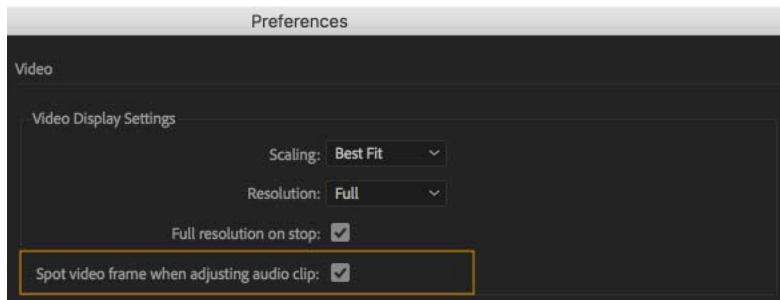 Preferences
Video
Video Display Settings
Scaling: Best Fit
Resolution: Full
Full resolution on stop:
Spot video frame when adjusting audio clip: